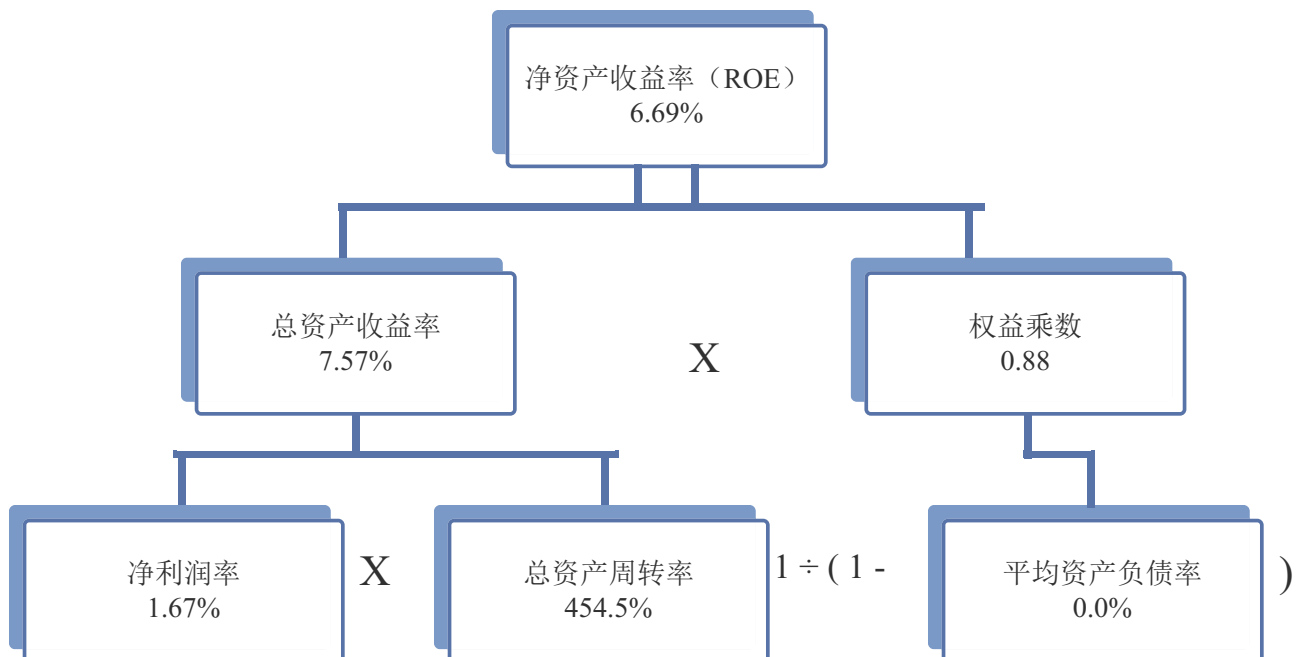 净资产收益率（ROE）
6.69%
总资产收益率
7.57%
X
权益乘数
0.88
净利润率
1.67%
X
总资产周转率
454.5%
1 ÷ ( 1 -
平均资产负债率
0.0%
)